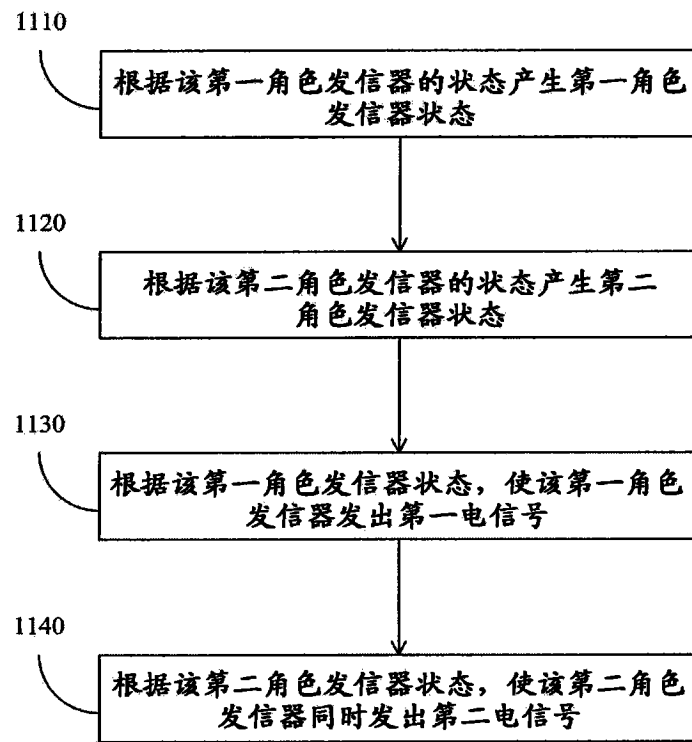 1110
根据该第一角色发信器的状态产生第一角色
发信器状态
1120
根据该第二角色发信器的状态产生第二
角色发信器状态
1130
根据该第一角色发信器状态，使该第一角色
发信器发出第一电信号
1140
根据该第二角色发信器状态，使该第二角色
发信器同时发出第二电信号